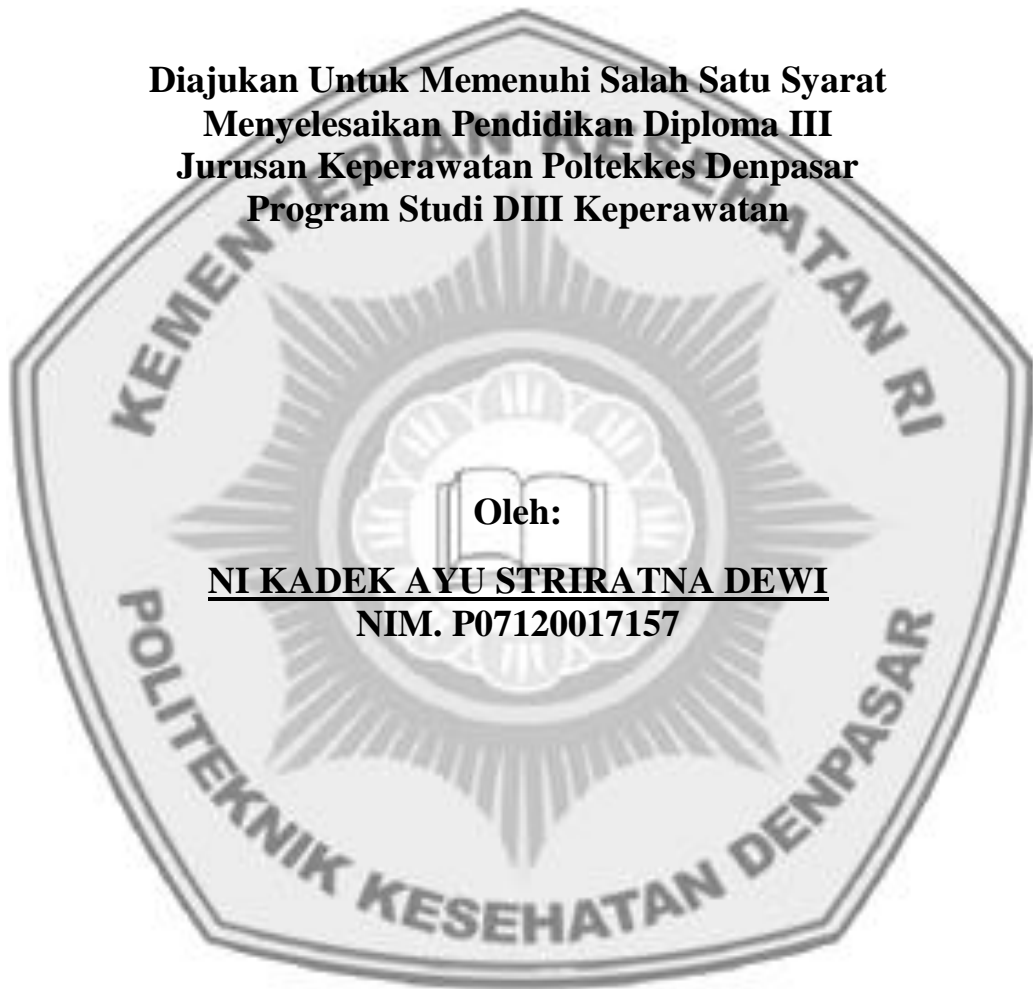 Diajukan Untuk Memenuhi Salah Satu Syarat
Menyelesaikan Pendidikan Diploma III
Jurusan Keperawatan Poltekkes Denpasar
Program Studi DIII Keperawatan
KEMENTERIAN KESEHATAN RI
Oleh:
NI KADEK AYU STRIRATNA DEWI
NIM. P07120017157
POLITEKNIK KESEHATAN DENPASAR